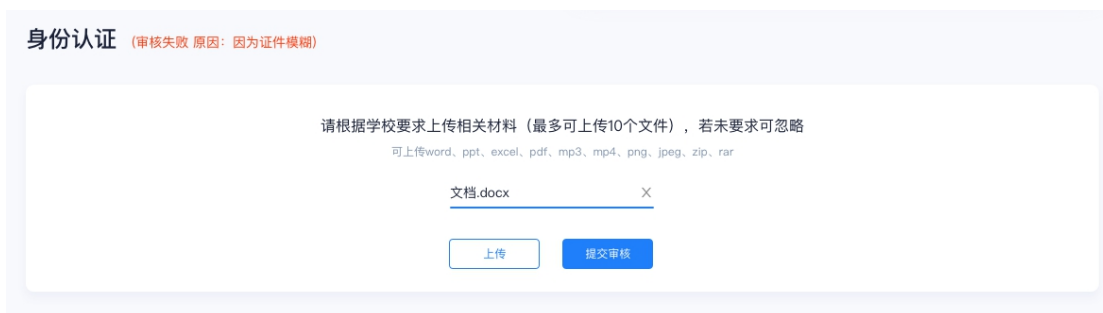 身份认证 (审核失败 原因：因为证件模糊)
请根据学校要求上传相关材料（最多可上传10个文件），若未要求可忽略
可上传word、ppt、excel、pdf、mp3、mp4、png、jpeg、zip、rar
文档.docx X
上传 提交审核